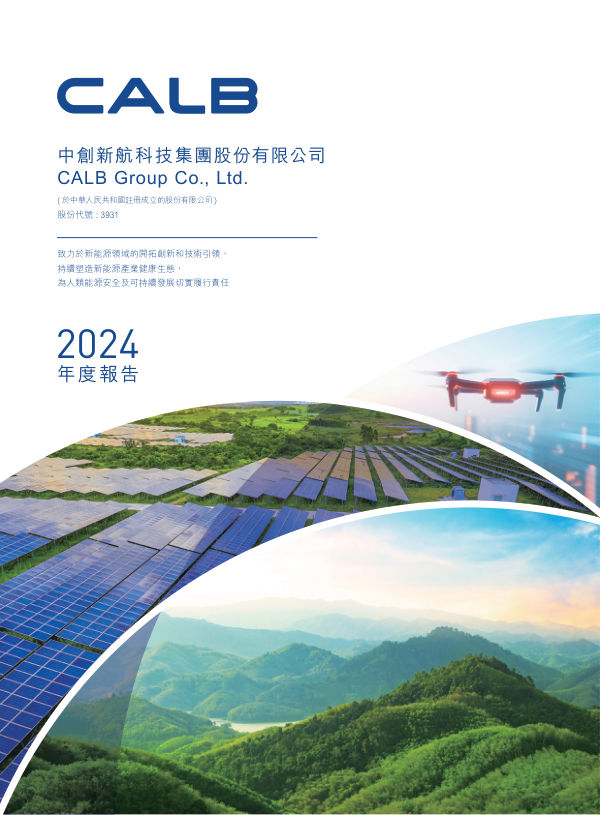 CALB
中創新航科技集團股份有限公司
CALB Group Co., Ltd.
(於中華人民共和國註冊成立的股份有限公司)
股份代號 : 3931
致力於新能源領域的開拓創新和技術引領，
持續塑造新能源產業健康生態，
為人類能源安全及可持續發展切實履行責任
2024
年度報告